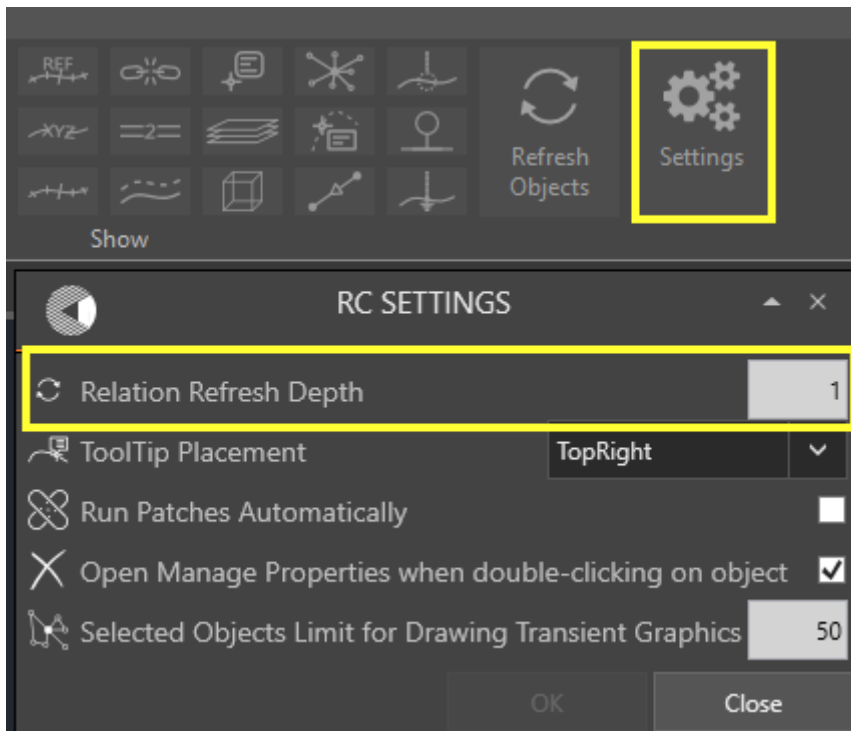 REF
XYZ
=2=
Refresh
Objects
Settings
Show
RC SETTINGS
Relation Refresh Depth 1
ToolTip Placement TopRight
Run Patches Automatically
Open Manage Properties when double-clicking on object
Selected Objects Limit for Drawing Transient Graphics 50
OK Close